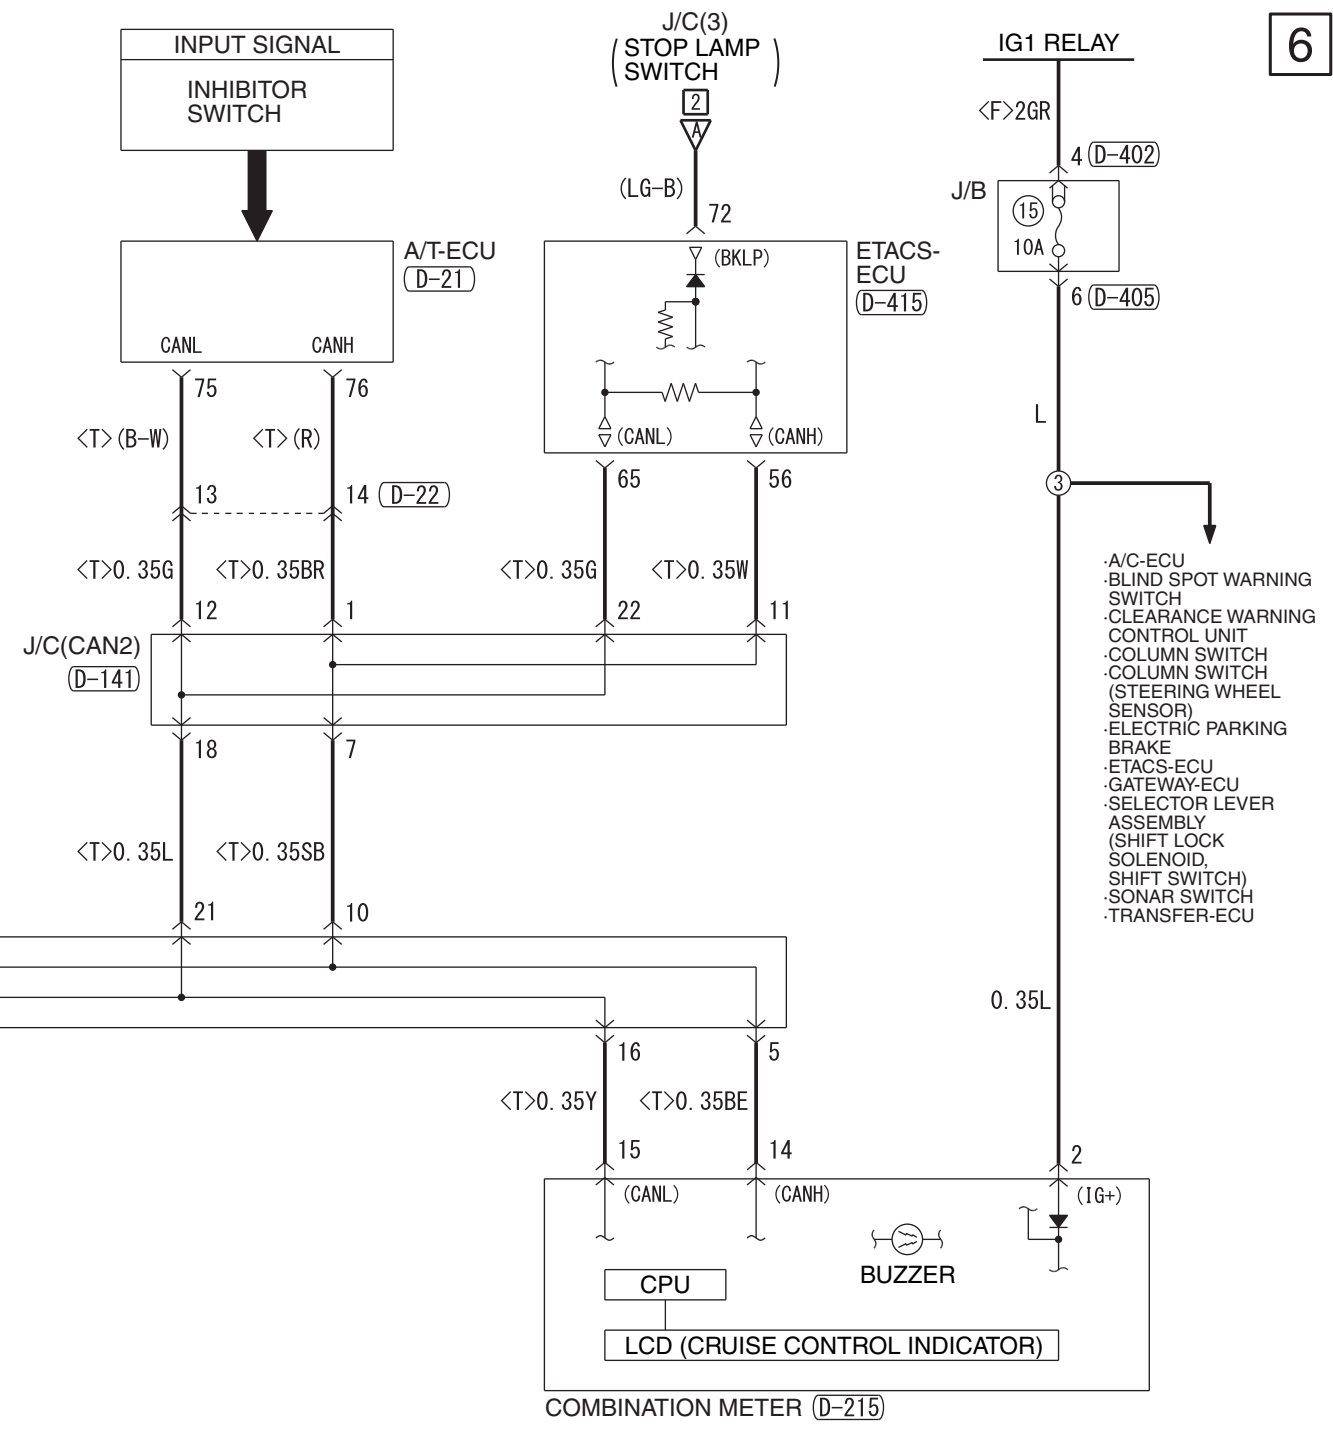 J/C(3)
STOP LAMP
SWITCH
2
A
(LG-B)
72
IG1 RELAY
6
<F>2GR
4 D-402
J/B
15
10A
6 D-405
INPUT SIGNAL
INHIBITOR
SWITCH
A/T-ECU
D-21
CANL
CANH
75
76
<T>(B-W)
<T>(R)
13
14 D-22
<T>0.35G
<T>0.35BR
12
1
ETACS-
ECU
D-415
(BKLP)
(CANL)
(CANH)
65
56
<T>0.35G
<T>0.35W
22
11
L
3
·A/C-ECU
·BLIND SPOT WARNING
SWITCH
·CLEARANCE WARNING
CONTROL UNIT
·COLUMN SWITCH
·COLUMN SWITCH
(STEERING WHEEL
SENSOR)
·ELECTRIC PARKING
BRAKE
·ETACS-ECU
·GATEWAY-ECU
·SELECTOR LEVER
ASSEMBLY
(SHIFT LOCK
SOLENOID,
SHIFT SWITCH)
·SONAR SWITCH
·TRANSFER-ECU
J/C(CAN2)
D-141
18
7
<T>0.35L
<T>0.35SB
21
10
0.35L
16
5
<T>0.35Y
<T>0.35BE
15
14
2
(CANL)
(CANH)
(IG+)
BUZZER
CPU
LCD (CRUISE CONTROL INDICATOR)
COMBINATION METER D-215